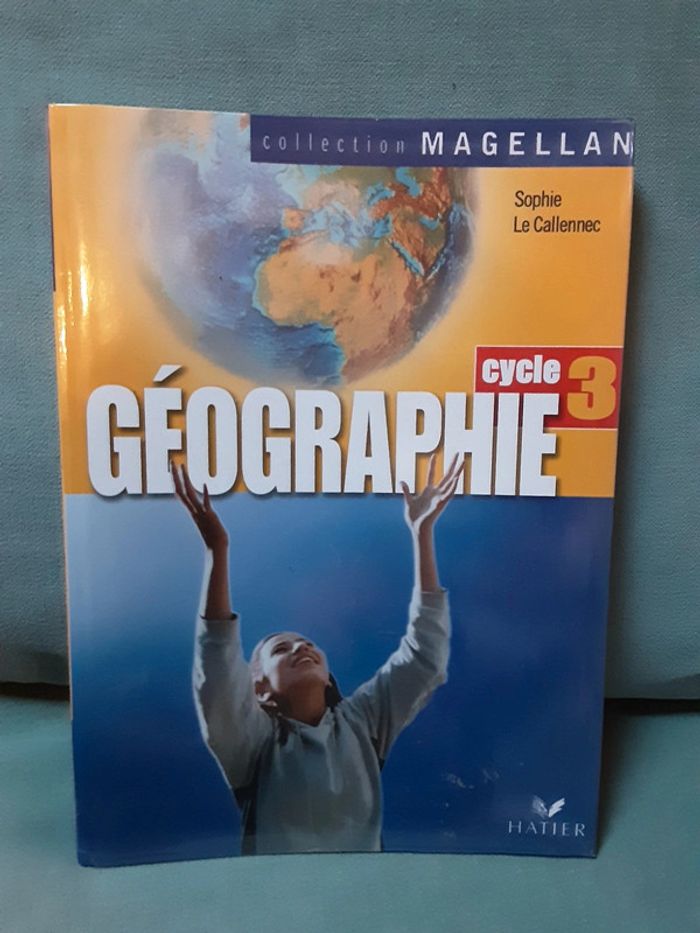 collection MAGELLAN
Sophie
Le Callennec
cycle 3
GÉOGRAPHIE
HATIER